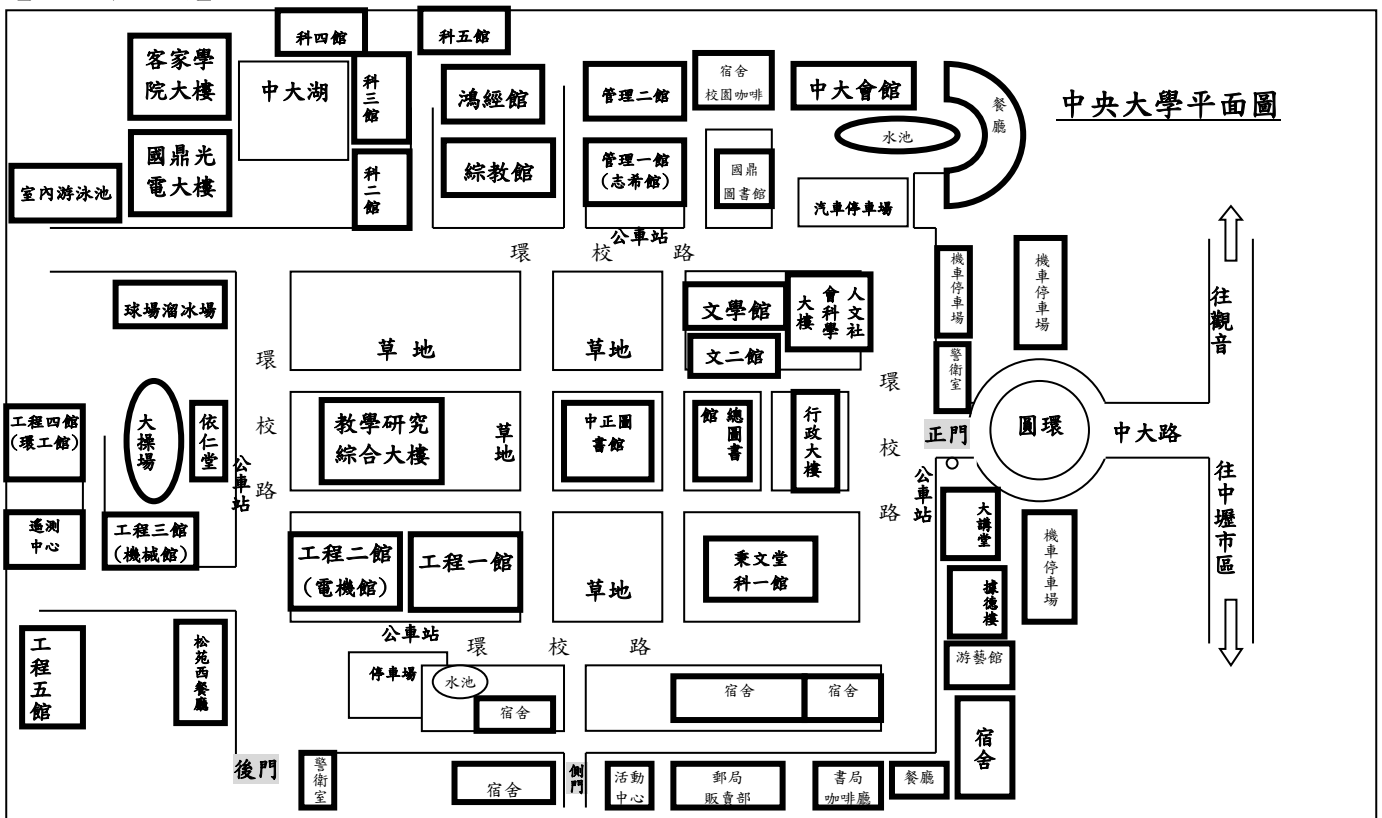 科四館
科五館
客家學
院大樓
中大湖
科三館
鴻經館
管理二館
宿舍
校園咖啡
中大會館
餐廳
水池
中央大學平面圖
國鼎光
電大樓
室內游泳池
科二館
綜教館
管理一館
(志希館)
國鼎
圖書館
汽車停車場
公車站
環校路
球場溜冰場
草地
草地
文學館
文二館
人文社
會科學
大樓
機車停車場
機車停車場
往觀音
警衛室
環校路
環校路
工程四館
(環工館)
大操場
依仁堂
公車站
教學研究
綜合大樓
草地
中正圖
書館
總圖書
館
行政大樓
正門
圓環
中大路
公車站
往中壢市區
遙測
中心
工程三館
(機械館)
工程二館
(電機館)
工程一館
草地
秉文堂
科一館
大講堂
機車停車場
據德樓
公車站
環校路
工程五館
松苑西餐廳
停車場
水池
宿舍
宿舍
宿舍
游藝館
宿舍
後門
警衛室
宿舍
側門
活動
中心
郵局
販賣部
書局
咖啡廳
餐廳